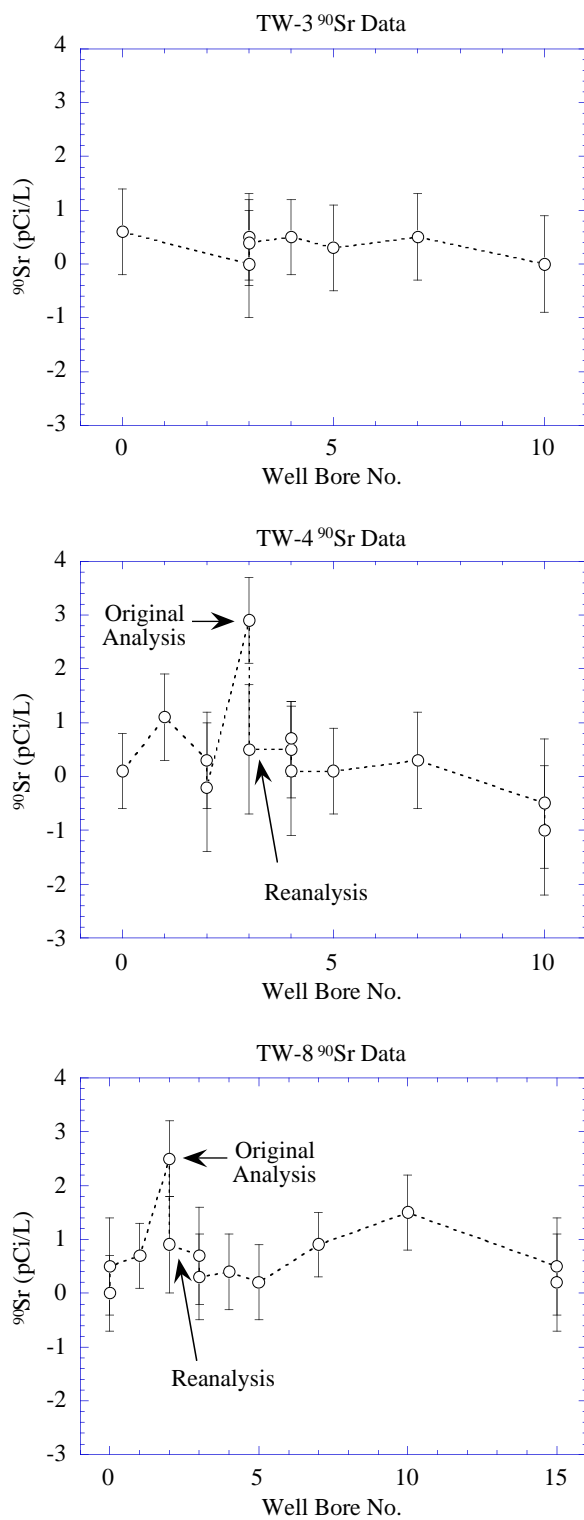 TW-3 ⁹⁰Sr Data
4
3
2
1
0
-1
-2
-3
⁹⁰Sr (pCi/L)
0 5 10
Well Bore No.
TW-4 ⁹⁰Sr Data
4
3
2
1
0
-1
-2
-3
⁹⁰Sr (pCi/L)
Original
Analysis
Reanalysis
0 5 10
Well Bore No.
TW-8 ⁹⁰Sr Data
4
3
2
1
0
-1
-2
-3
⁹⁰Sr (pCi/L)
Original
Analysis
Reanalysis
0 5 10 15
Well Bore No.